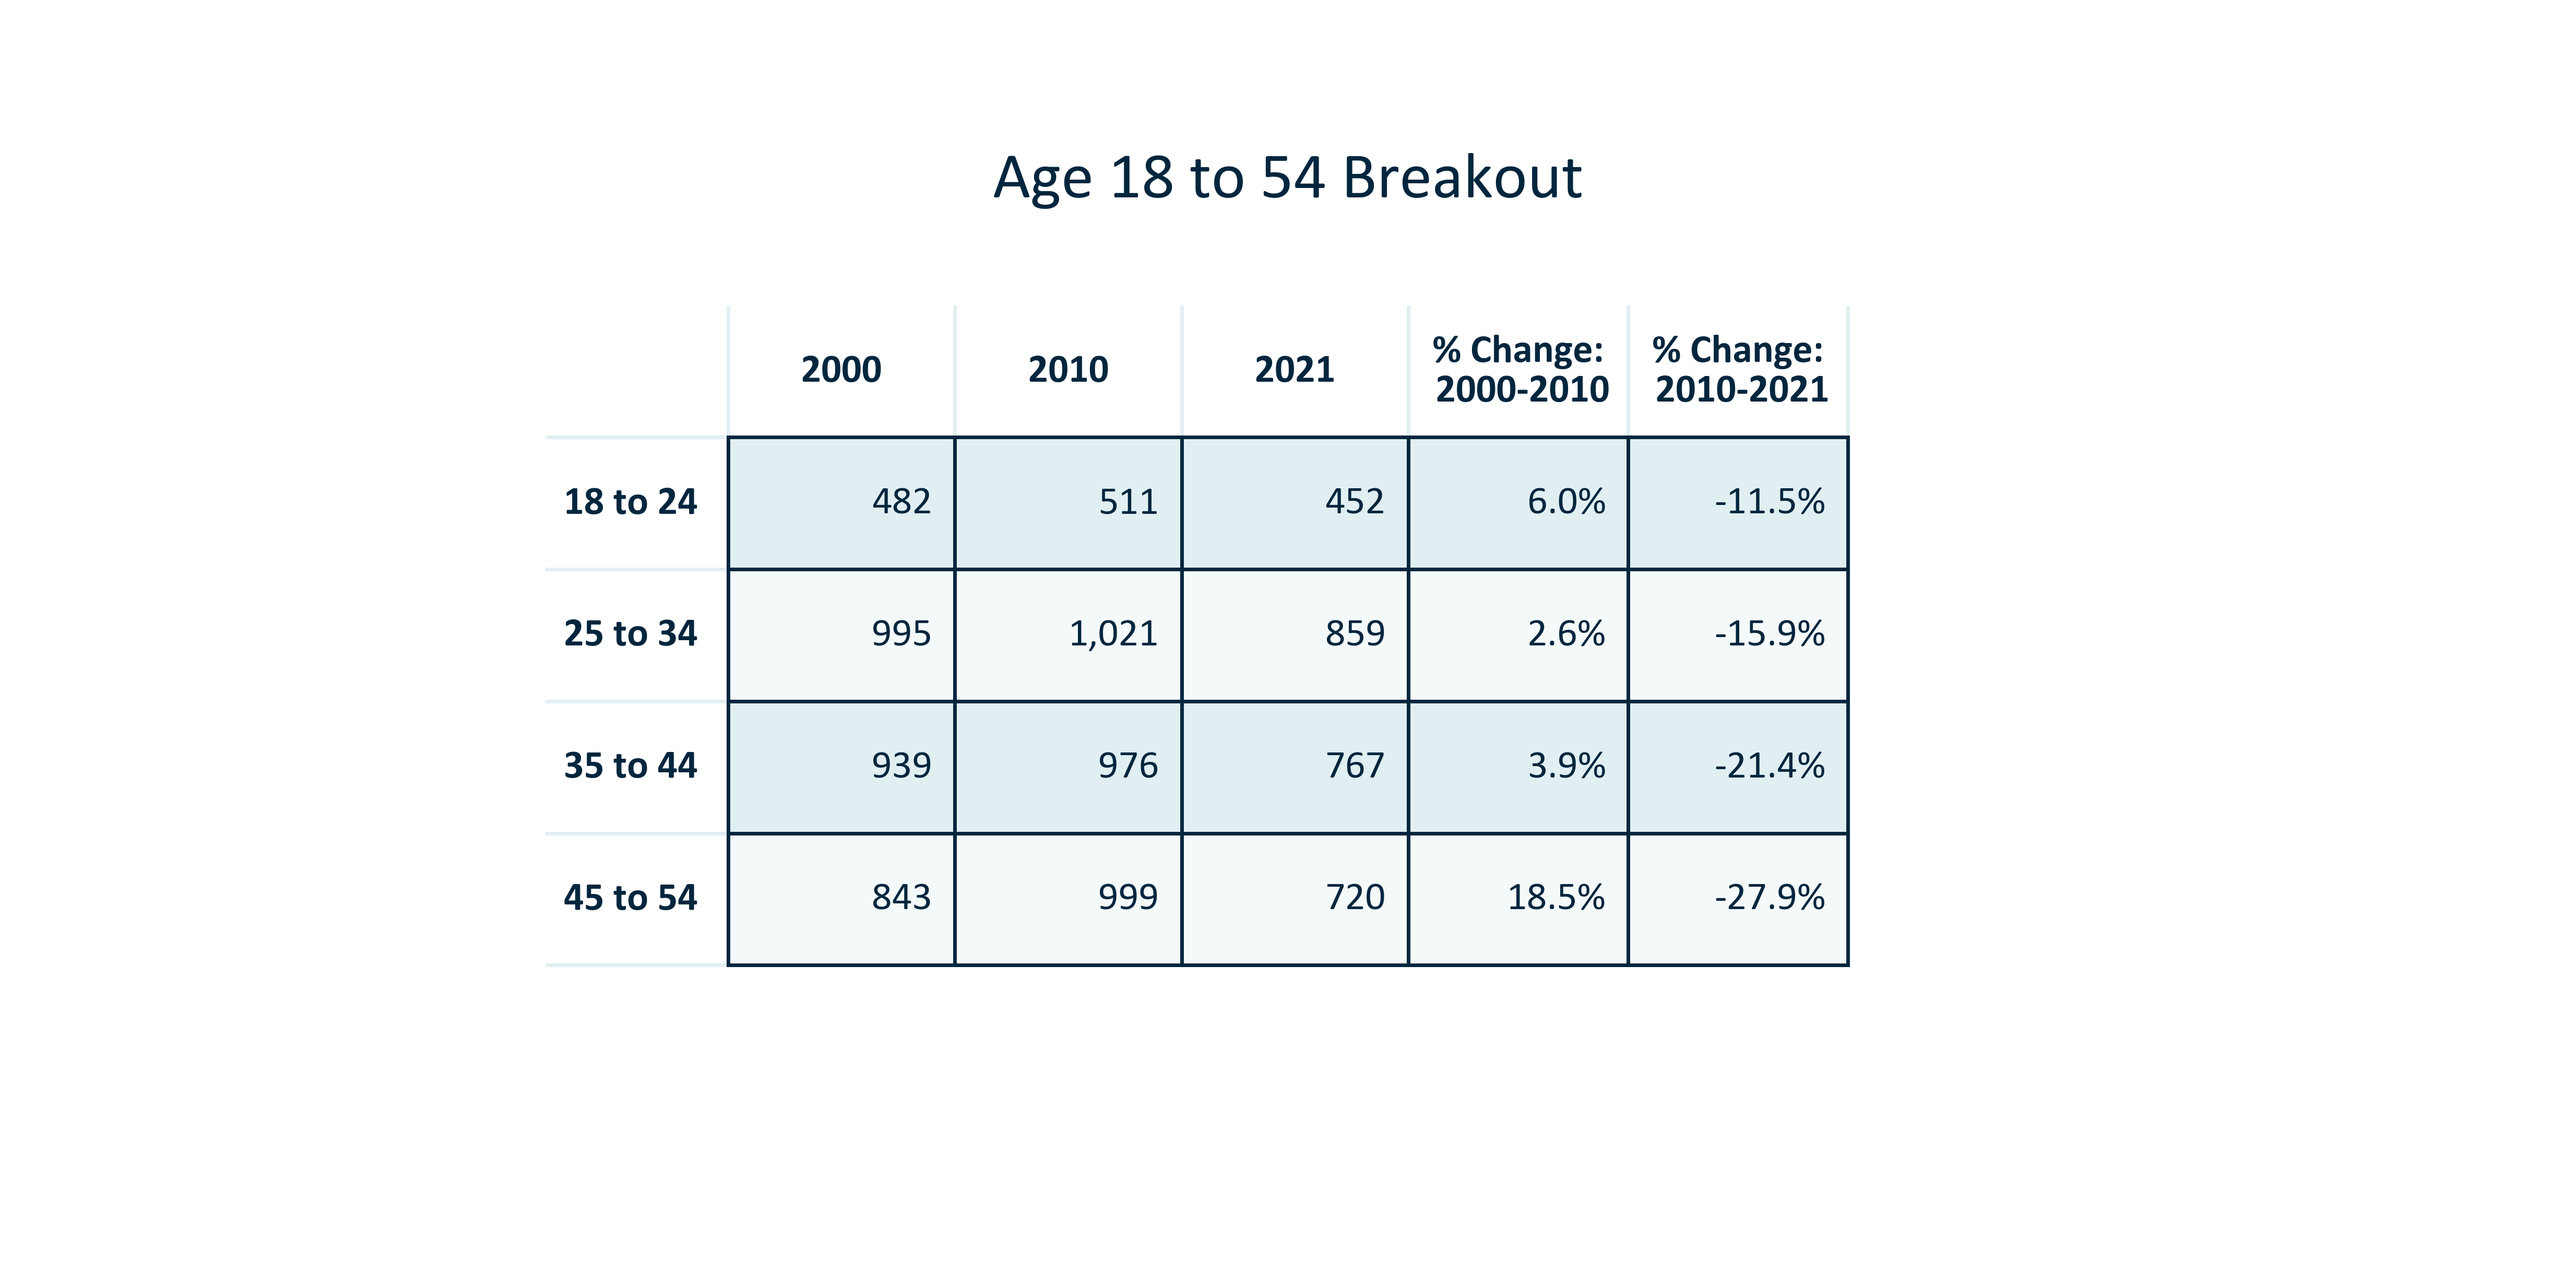 Age 18 to 54 Breakout
2000 2010 2021 % Change: 2000-2010 % Change: 2010-2021
18 to 24 482 511 452 6.0% -11.5%
25 to 34 995 1,021 859 2.6% -15.9%
35 to 44 939 976 767 3.9% -21.4%
45 to 54 843 999 720 18.5% -27.9%